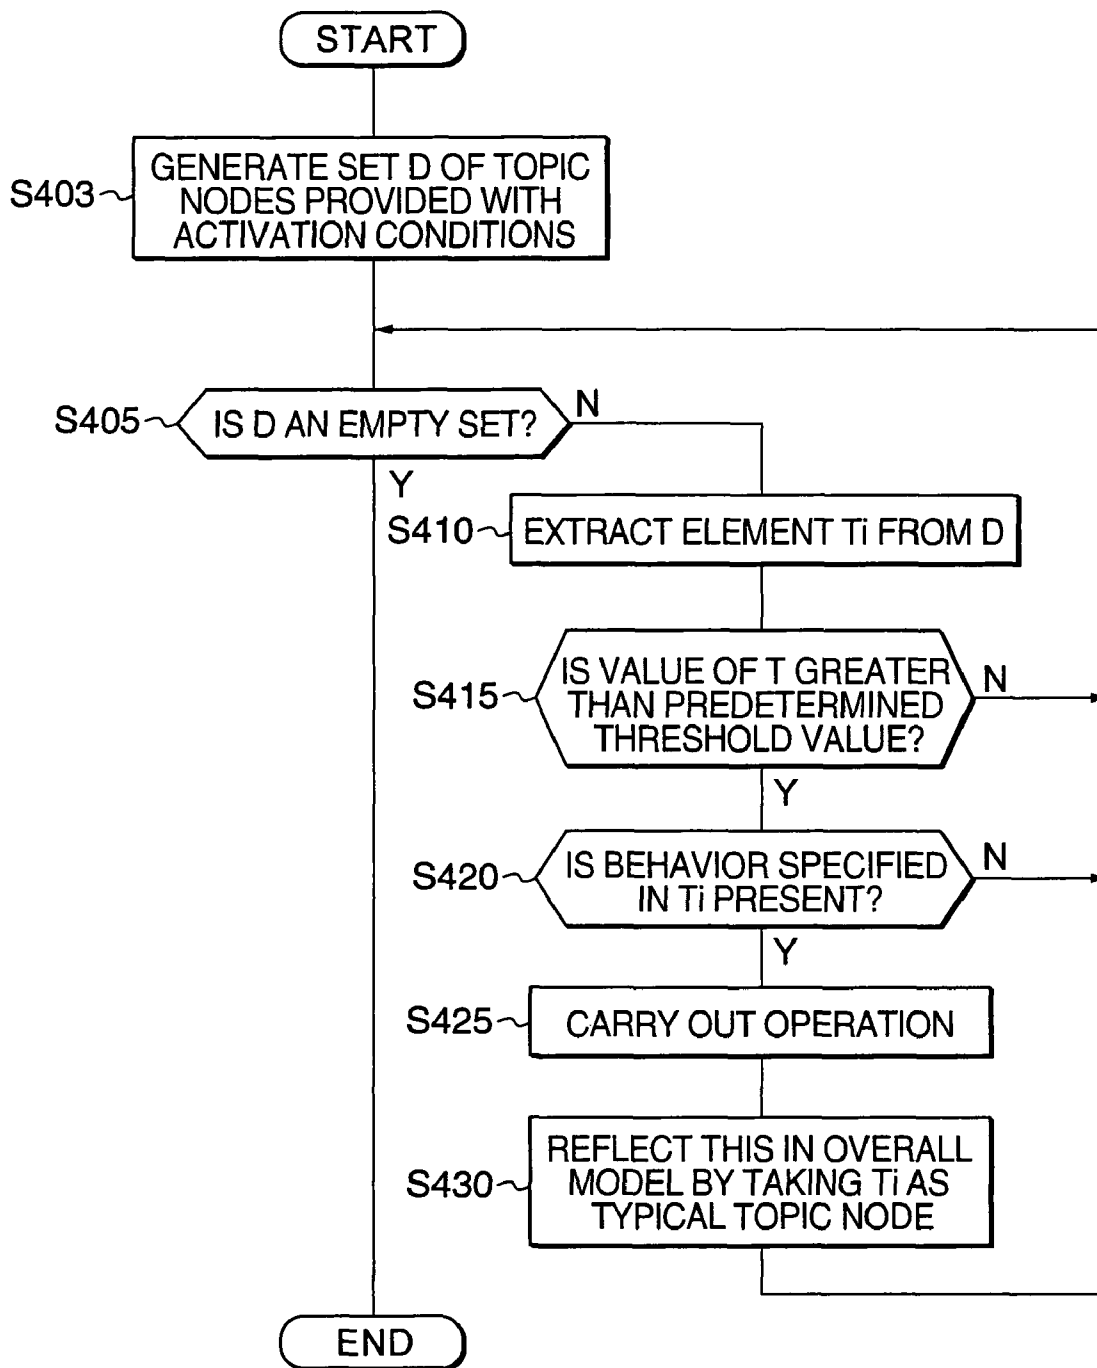 START
S403
GENERATE SET D OF TOPIC
NODES PROVIDED WITH
ACTIVATION CONDITIONS
S405
IS D AN EMPTY SET?
N
Y
S410
EXTRACT ELEMENT Ti FROM D
S415
IS VALUE OF T GREATER
THAN PREDETERMINED
THRESHOLD VALUE?
N
Y
S420
IS BEHAVIOR SPECIFIED
IN Ti PRESENT?
N
Y
S425
CARRY OUT OPERATION
S430
REFLECT THIS IN OVERALL
MODEL BY TAKING Ti AS
TYPICAL TOPIC NODE
END